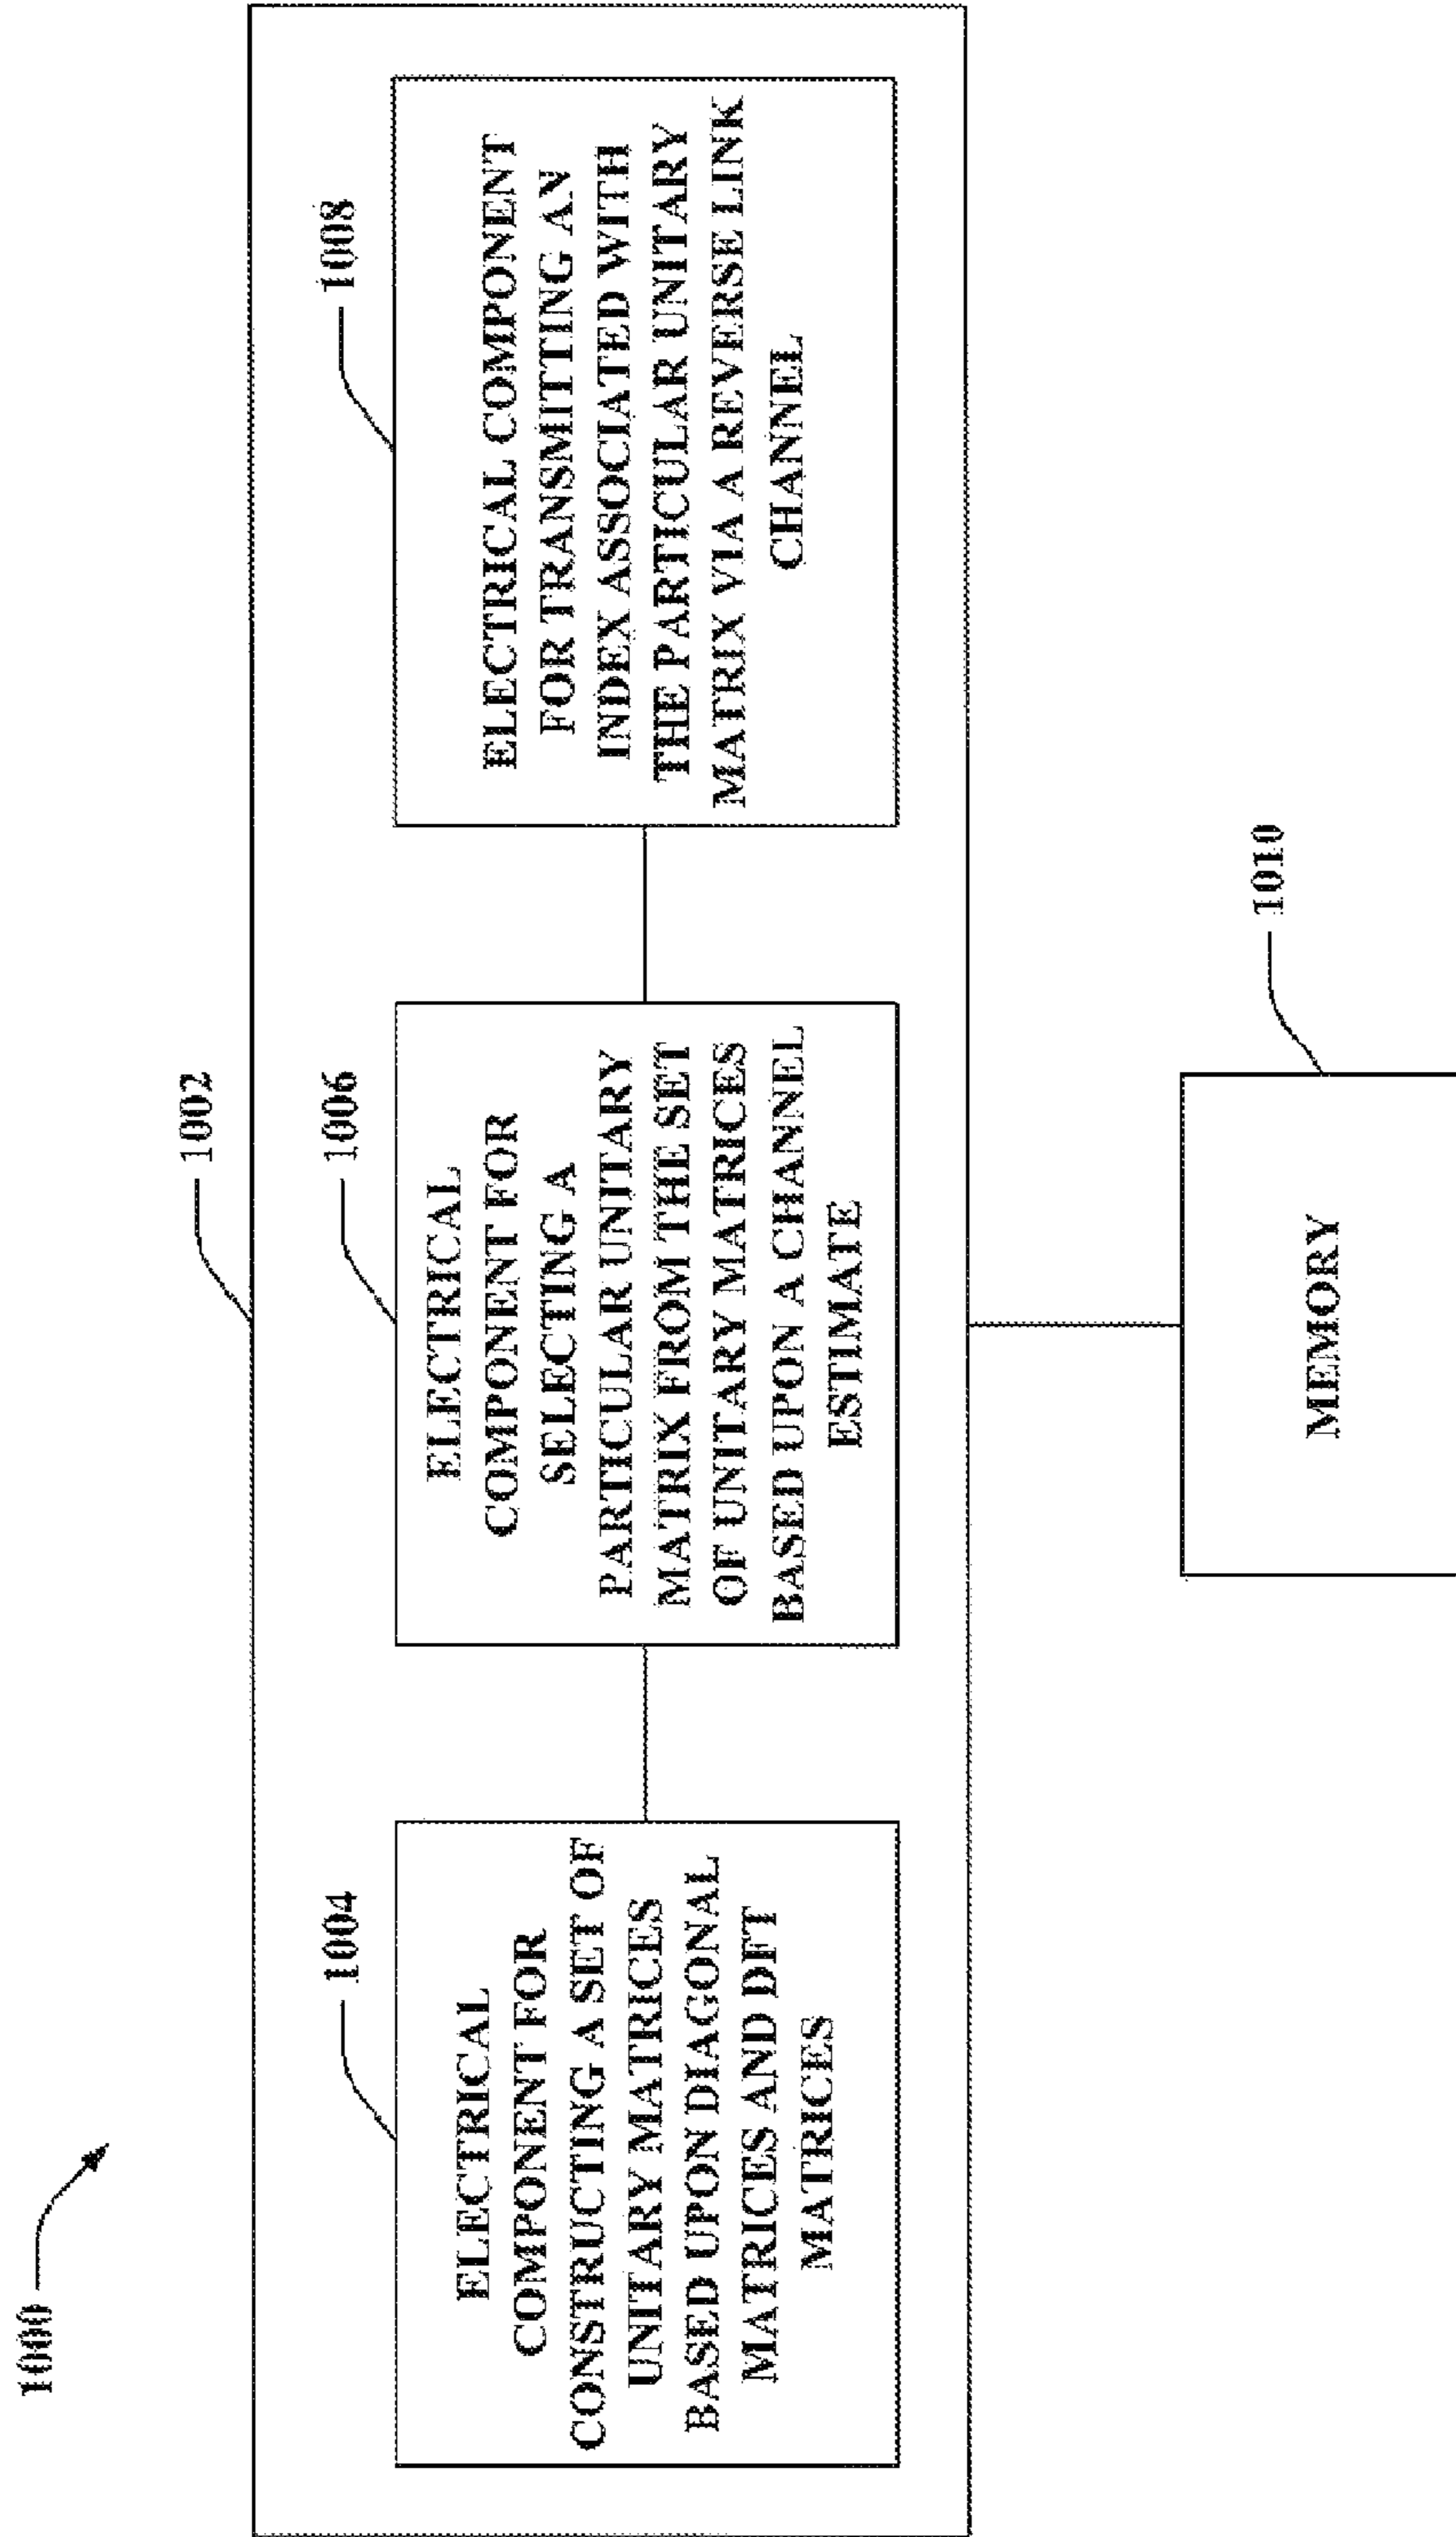 1000
1002
1004
ELECTRICAL
COMPONENT FOR
CONSTRUCTING A SET OF
UNITARY MATRICES
BASED UPON DIAGONAL
MATRICES AND DFT
MATRICES
1006
ELECTRICAL
COMPONENT FOR
SELECTING A
PARTICULAR UNITARY
MATRIX FROM THE SET
OF UNITARY MATRICES
BASED UPON A CHANNEL
ESTIMATE
1008
ELECTRICAL COMPONENT
FOR TRANSMITTING AN
INDEX ASSOCIATED WITH
THE PARTICULAR UNITARY
MATRIX VIA A REVERSE LINK
CHANNEL
1010
MEMORY